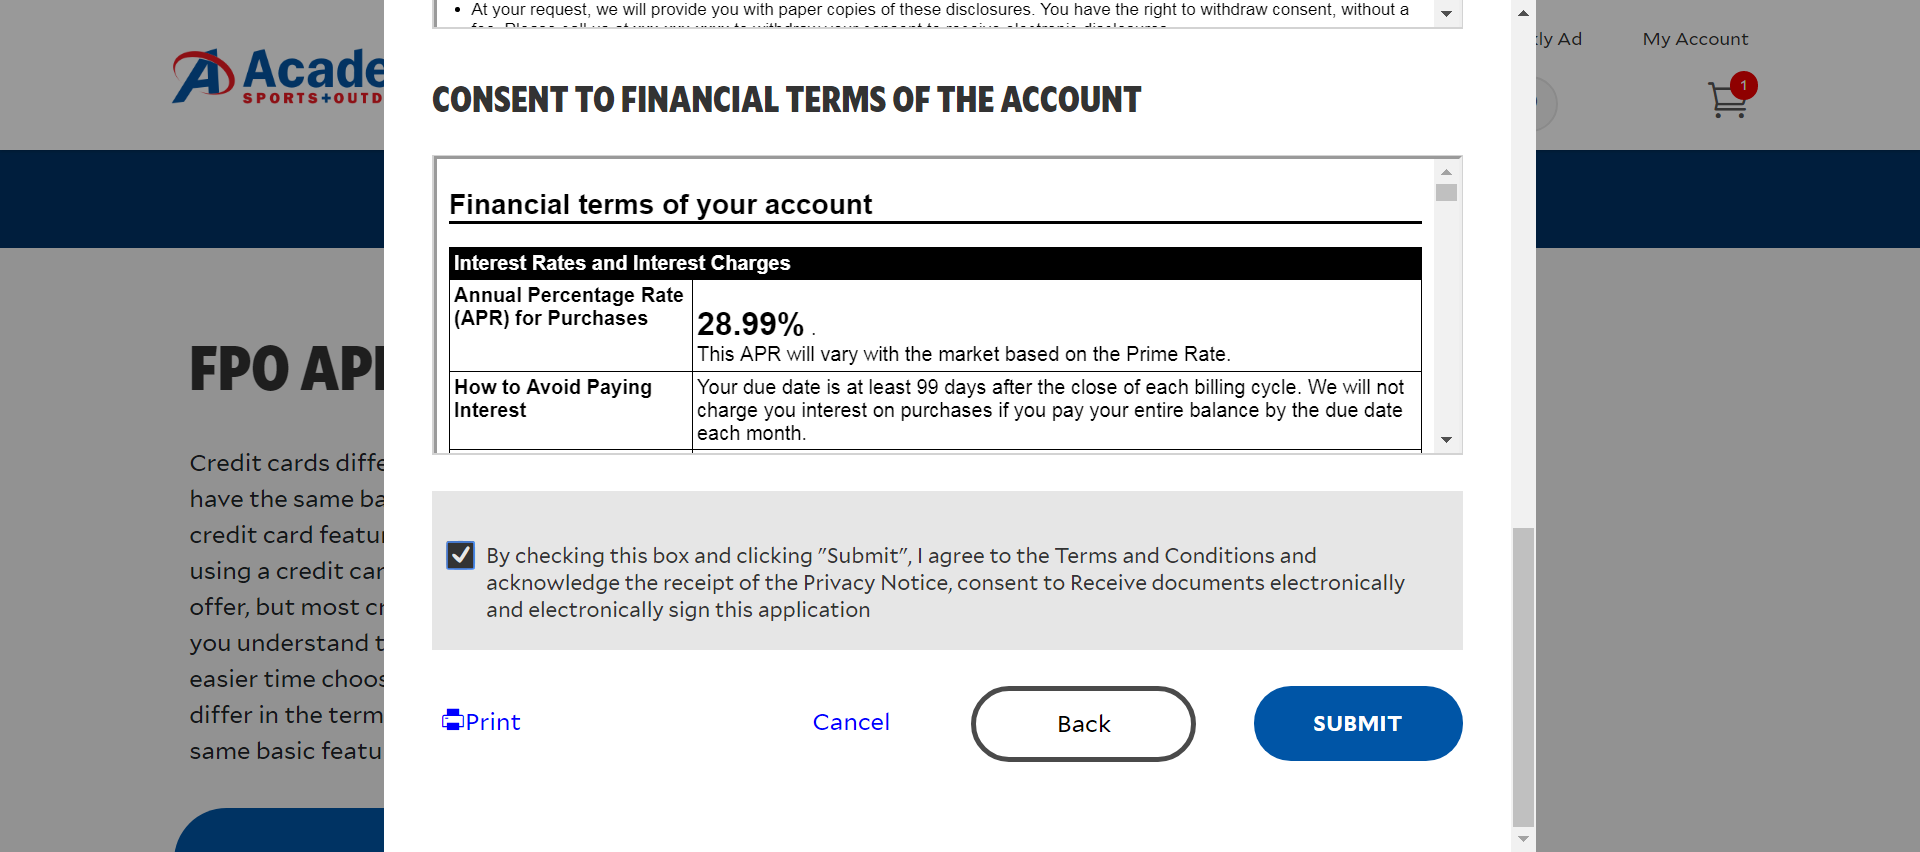 At your request, we will provide you with paper copies of these disclosures. You have the right to withdraw consent, without a
Acade
SPORTS+OUTD
ly Ad
My Account
1
CONSENT TO FINANCIAL TERMS OF THE ACCOUNT
Financial terms of your account
Interest Rates and Interest Charges
Annual Percentage Rate
(APR) for Purchases
28.99% .
This APR will vary with the market based on the Prime Rate.
How to Avoid Paying
Interest
Your due date is at least 99 days after the close of each billing cycle. We will not
charge you interest on purchases if you pay your entire balance by the due date
each month.
FPO AP
Credit cards diffe
have the same ba
credit card featu
using a credit car
offer, but most cr
you understand t
easier time choos
differ in the term
same basic featu
By checking this box and clicking "Submit", I agree to the Terms and Conditions and
acknowledge the receipt of the Privacy Notice, consent to Receive documents electronically
and electronically sign this application
Print
Cancel
Back
SUBMIT